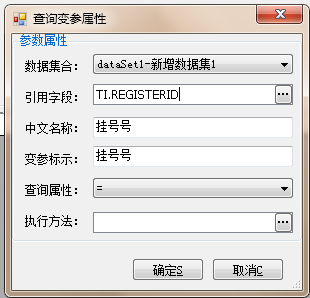 查询变参属性
参数属性
数据集合： dataSet1-新增数据集1
引用字段： TI.REGISTERID ...
中文名称： 挂号号
变参标示： 挂号号
查询属性： =
执行方法： ...
确定S 取消C